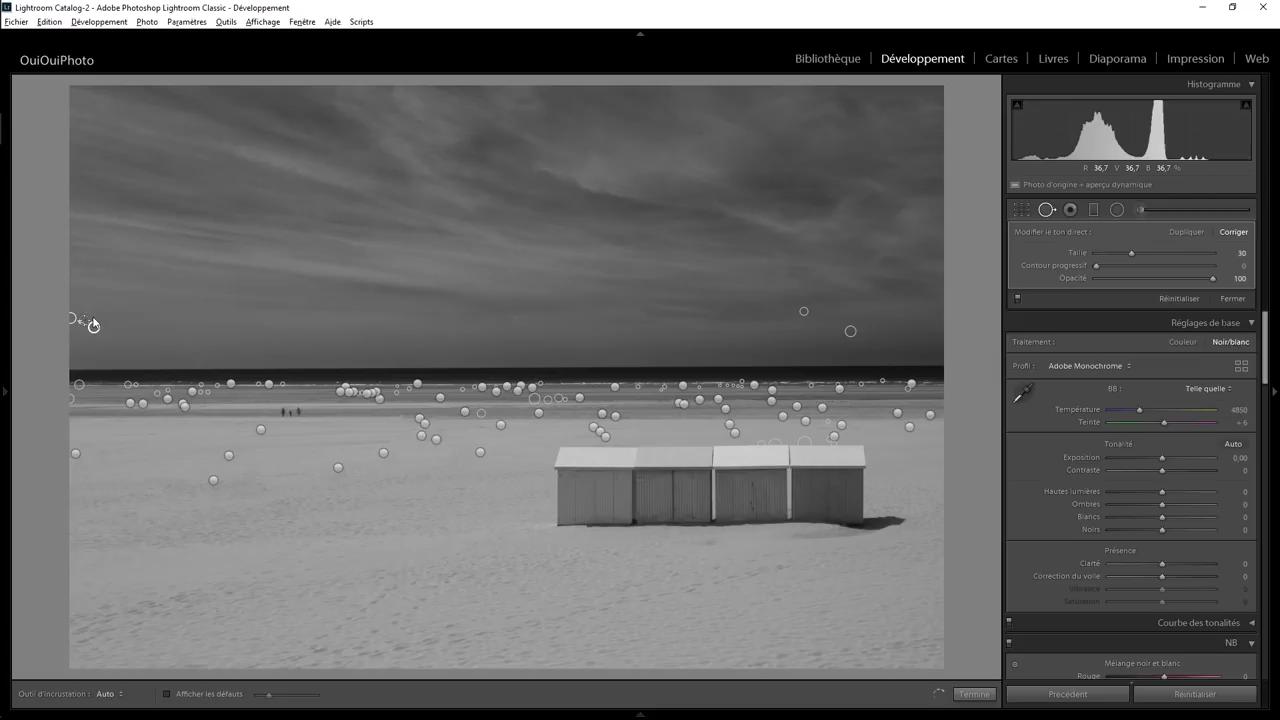 Lightroom Catalog-2 - Adobe Photoshop Lightroom Classic - Développement
Fichier Edition Développement Photo Paramètres Outils Affichage Fenêtre Aide Scripts
OuiOuiPhoto
Bibliothèque | Développement | Cartes | Livres | Diaporama | Impression | Web
Histogramme
R 36,7 V 36,7 B 36,7 %
Photo d'origine + aperçu dynamique
Modifier le ton direct : Dupliquer Corriger
Taille 30
Contour progressif 0
Opacité 100
Réinitialiser Fermer
Réglages de base
Traitement : Couleur Noir/blanc
Profil : Adobe Monochrome
BB : Telle quelle
Température 4850
Teinte + 6
Tonalité Auto
Exposition 0,00
Contraste 0
Hautes lumières 0
Ombres 0
Blancs 0
Noirs 0
Présence
Clarté 0
Correction du voile 0
Vibrance 0
Saturation 0
Courbe des tonalités
NB
Mélange noir et blanc
Rouge
Outil d'incrustation : Auto Afficher les défauts Terminé
Précédent Réinitialiser